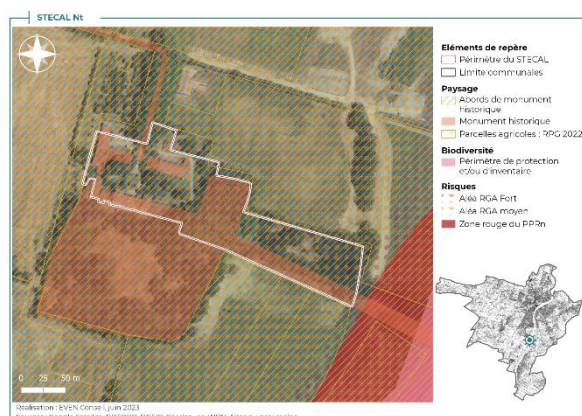 STECAL Nt
Eléments de repère
Périmètre du STECAL
Limite communales
Paysage
Abords de monument
historique
Monument historique
Parcelles agricoles : RPG 2022
Biodiversité
Périmètre de protection
et/ou d'inventaire
Risques
Aléa RGA Fort
Aléa RGA moyen
Zone rouge du PPRn
0 25 50 m
Réalisation : EVEN Conseil, juin 2023